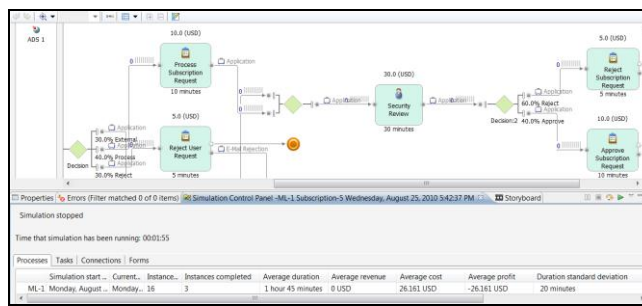 ADS 1
10.0 (USD)
Process
Subscription
Request
10 minutes
Application
5.0 (USD)
Reject User
Request
5 minutes
E-Mail Rejection
Decision
Application
30.0% External
Application
40.0% Process
Application
30.0% Reject
Application
30.0 (USD)
Security
Review
30 minutes
Application
Decision:2
Application
60.0% Reject
Application
40.0% Approve
5.0 (USD)
Reject
Subscription
Request
5 minutes
10.0 (USD)
Approve
Subscription
Request
10 minutes
Properties Errors (Filter matched 0 of 0 items) Simulation Control Panel -ML-1 Subscription-5 Wednesday, August 25, 2010 5:42:37 PM Storyboard
Simulation stopped
Time that simulation has been running: 00:01:55
Processes Tasks Connections Forms
Simulation start ... Current... Instance... Instances completed Average duration Average revenue Average cost Average profit Duration standard deviation
ML-1 Monday, August ... Monday... 16 3 1 hour 45 minutes 0 USD 26.161 USD -26.161 USD 20 minutes